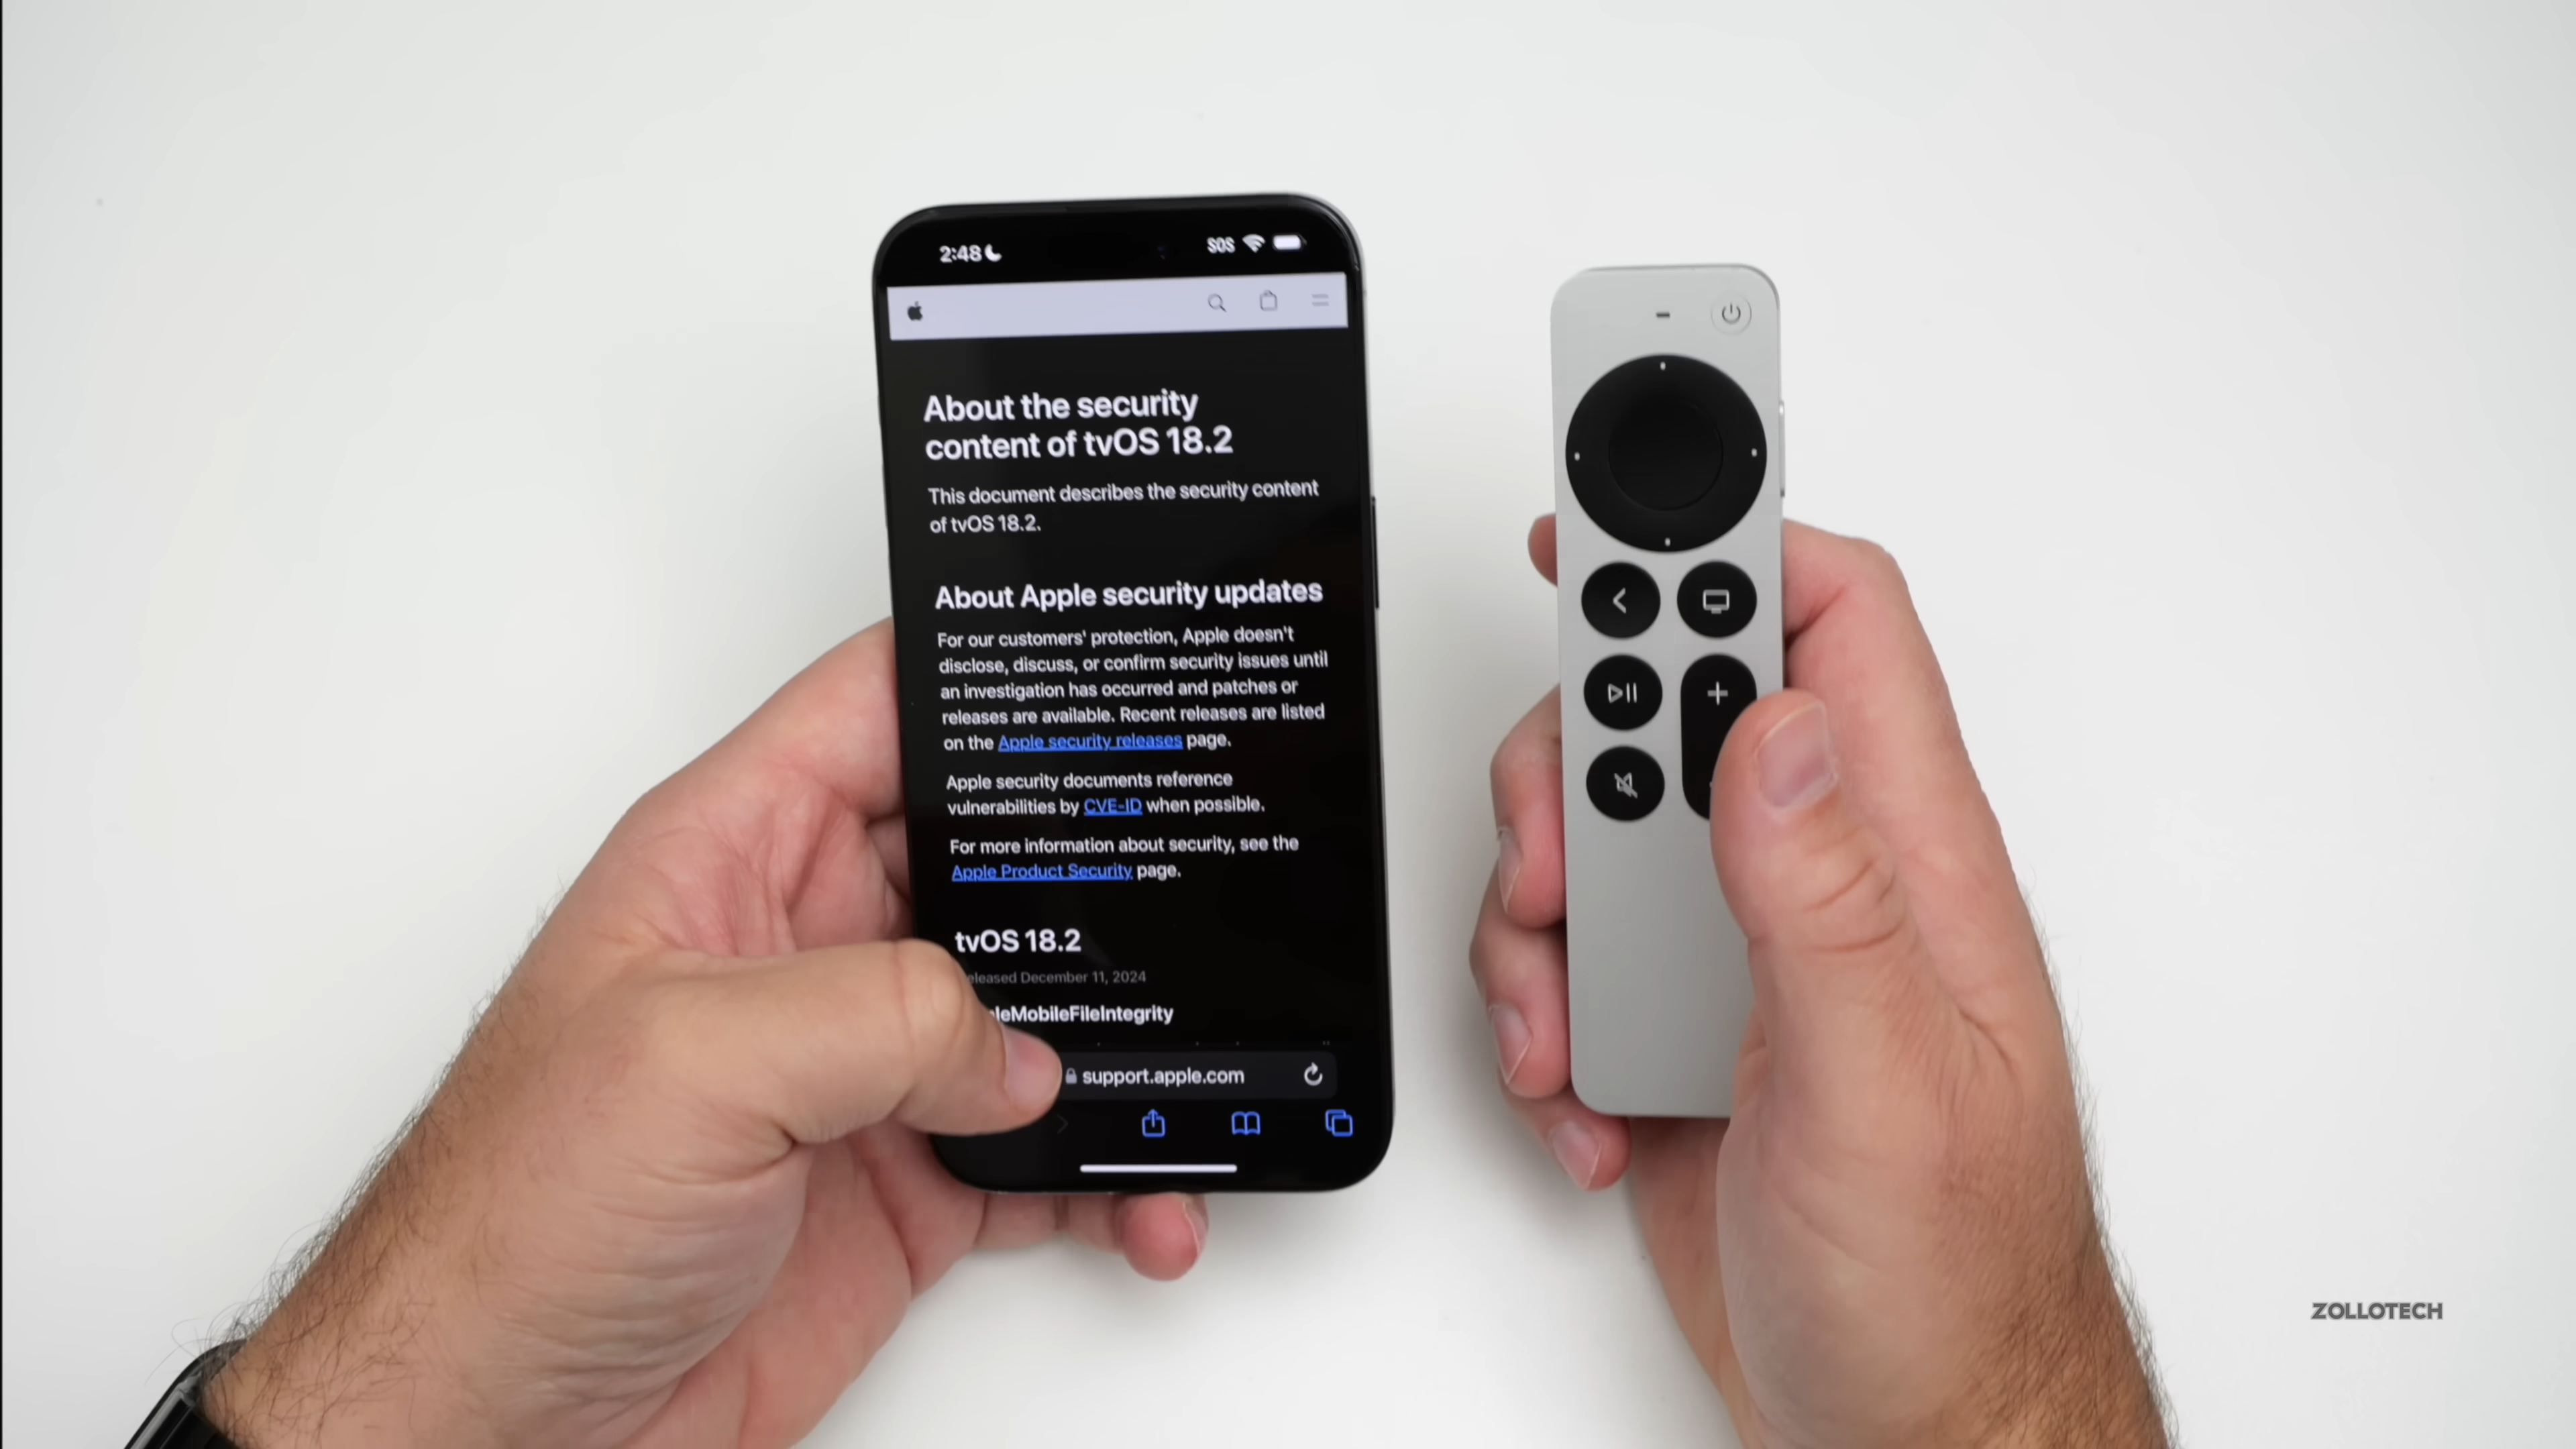 2:48
SOS
About the security
content of tvOS 18.2
This document describes the security content
of tvOS 18.2.
About Apple security updates
For our customers' protection, Apple doesn't
disclose, discuss, or confirm security issues until
an investigation has occurred and patches or
releases are available. Recent releases are listed
on the Apple security releases page.
Apple security documents reference
vulnerabilities by CVE-ID when possible.
For more information about security, see the
Apple Product Security page.
tvOS 18.2
eleased December 11, 2024
leMobileFileIntegrity
support.apple.com
ZOLLOTECH